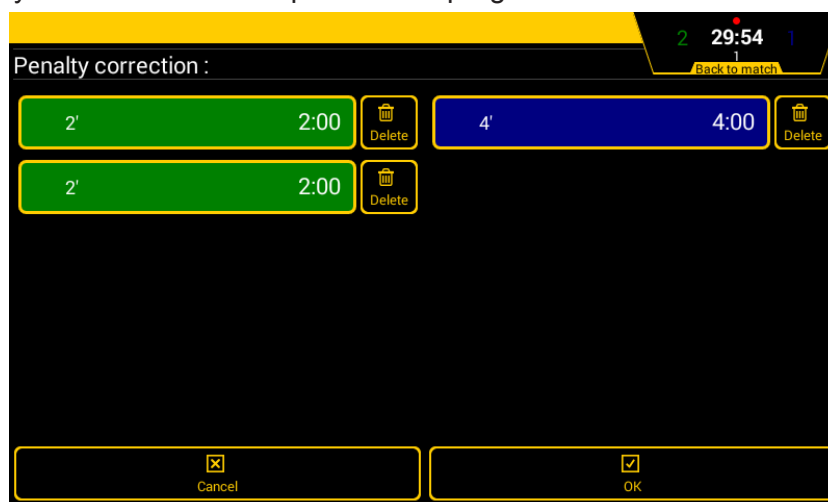 2 29:54 1
1
Penalty correction :
Back to match
2' 2:00 Delete 4' 4:00 Delete
2' 2:00 Delete
Cancel OK